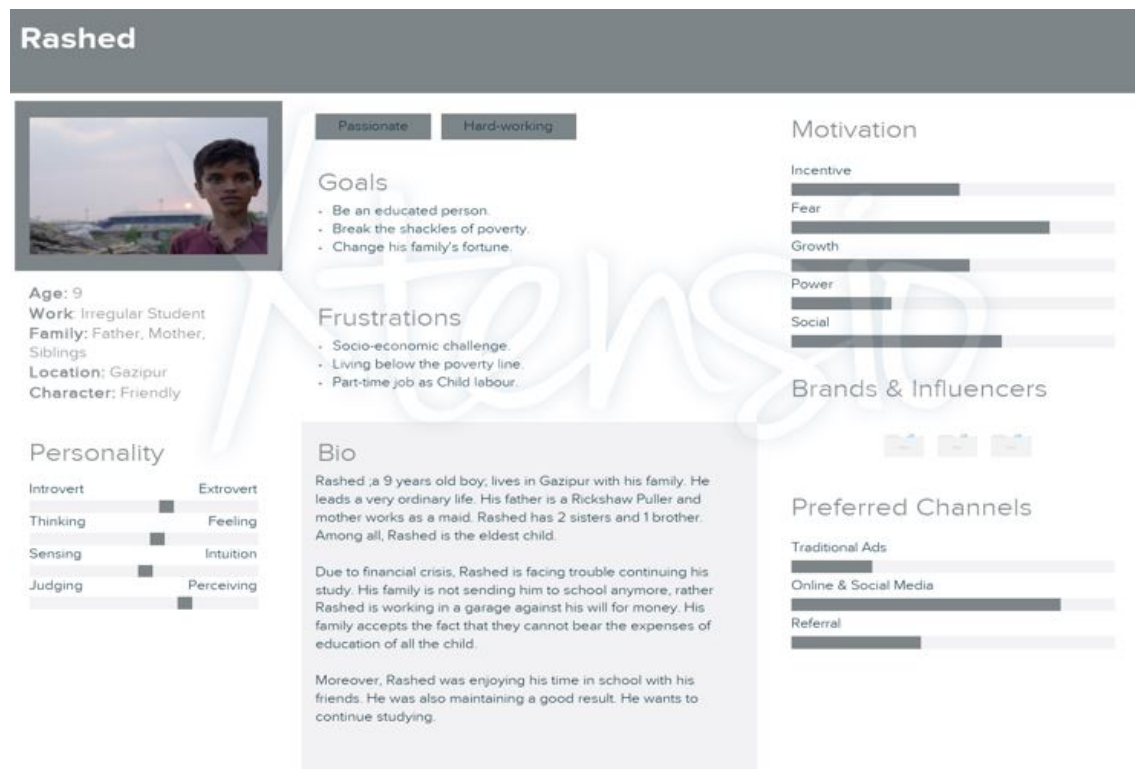 Rashed
Age: 9
Work: Irregular Student
Family: Father, Mother,
Siblings
Location: Gazipur
Character: Friendly
Personality
Introvert Extrovert
Thinking Feeling
Sensing Intuition
Judging Perceiving
Passionate Hard-working
Goals
• Be an educated person.
• Break the shackles of poverty.
• Change his family's fortune.
Frustrations
• Socio-economic challenge.
• Living below the poverty line.
• Part-time job as Child labour.
Bio
Rashed ;a 9 years old boy; lives in Gazipur with his family. He
leads a very ordinary life. His father is a Rickshaw Puller and
mother works as a maid. Rashed has 2 sisters and 1 brother.
Among all, Rashed is the eldest child.
Due to financial crisis, Rashed is facing trouble continuing his
study. His family is not sending him to school anymore, rather
Rashed is working in a garage against his will for money. His
family accepts the fact that they cannot bear the expenses of
education of all the child.
Moreover, Rashed was enjoying his time in school with his
friends. He was also maintaining a good result. He wants to
continue studying.
Motivation
Incentive
Fear
Growth
Power
Social
Brands & Influencers
Preferred Channels
Traditional Ads
Online & Social Media
Referral
Xtensio